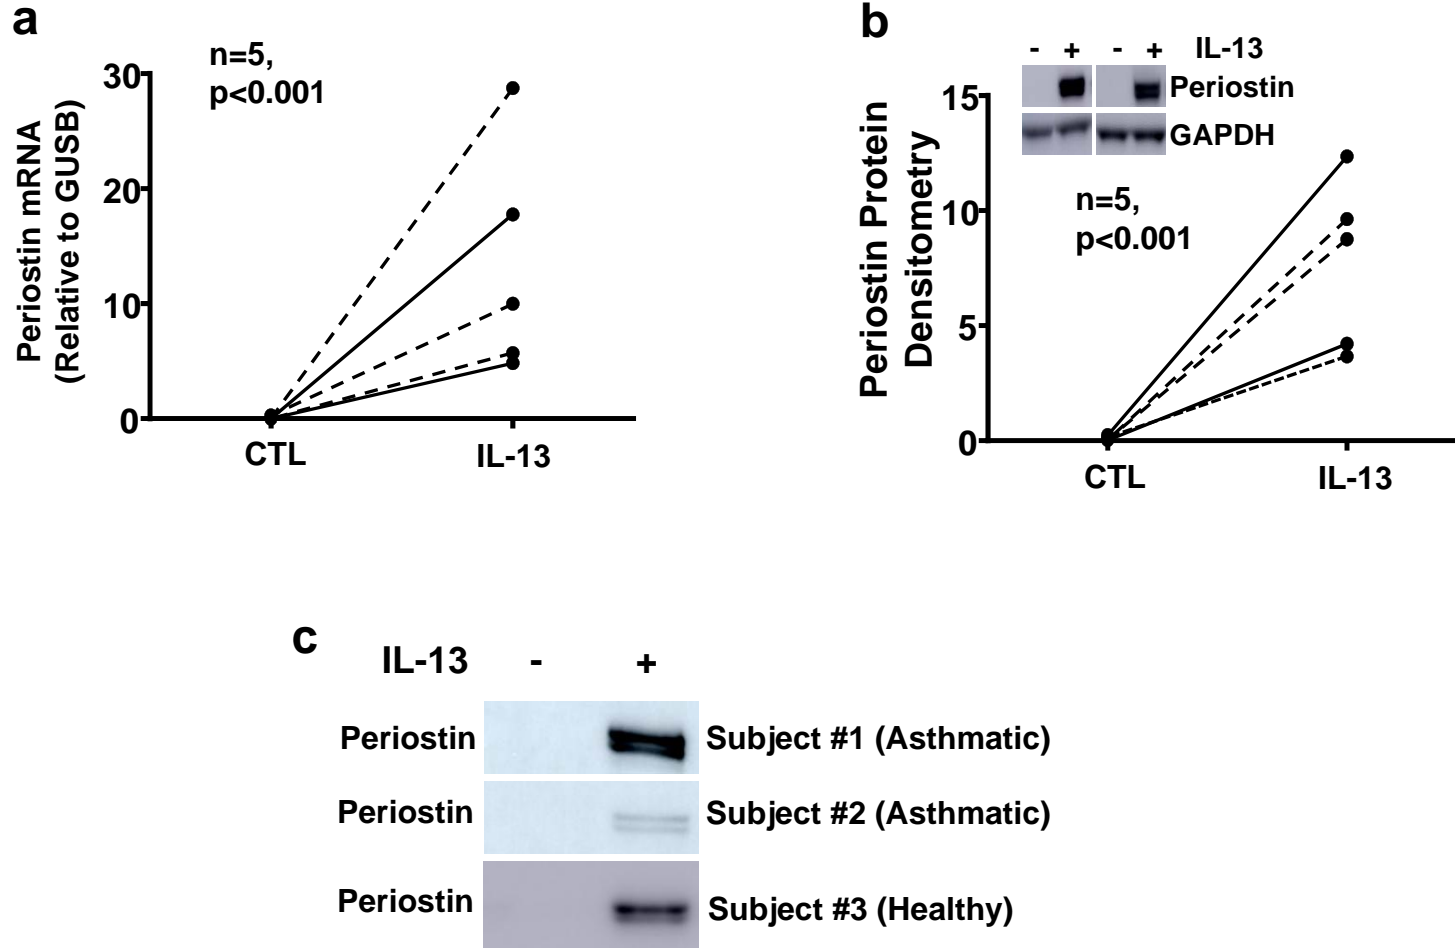 a
n=5,
p<0.001
Periostin mRNA
(Relative to GUSB)
30
20
10
0
CTL IL-13
b
- + - + IL-13
Periostin
GAPDH
n=5,
p<0.001
Periostin Protein
Densitometry
15
10
5
0
CTL IL-13
c
IL-13 - +
Periostin Subject #1 (Asthmatic)
Periostin Subject #2 (Asthmatic)
Periostin Subject #3 (Healthy)